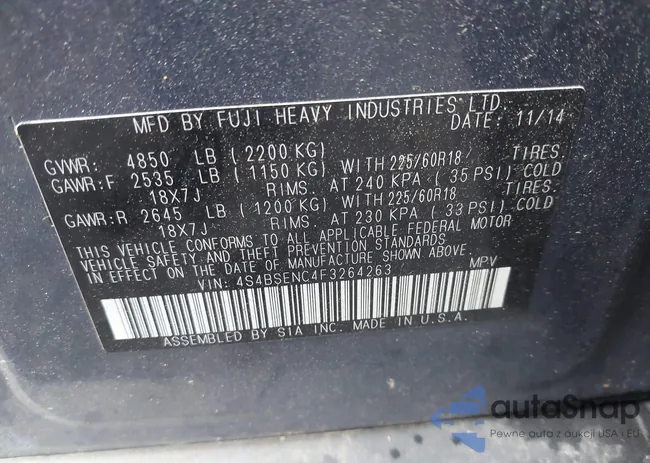 MFD BY FUJI HEAVY INDUSTRIES LTD.
DATE: 11/14
GVWR: 4850 LB (2200 KG)
GAWR:F 2535 LB (1150 KG) WITH 225/60R18 TIRES.
18X7J RIMS. AT 240 KPA (35 PSI) COLD
GAWR:R 2645 LB (1200 KG) WITH 225/60R18 TIRES.
18X7J RIMS. AT 230 KPA (33 PSI) COLD
THIS VEHICLE CONFORMS TO ALL APPLICABLE FEDERAL MOTOR
VEHICLE SAFETY AND THEFT PREVENTION STANDARDS
IN EFFECT ON THE DATE OF MANUFACTURE SHOWN ABOVE.
VIN: 4S4BSENC4F3264263 MPV
ASSEMBLED BY SIA INC. MADE IN U.S.A.
autoSnap
Pewne auta z aukcji USA i EU